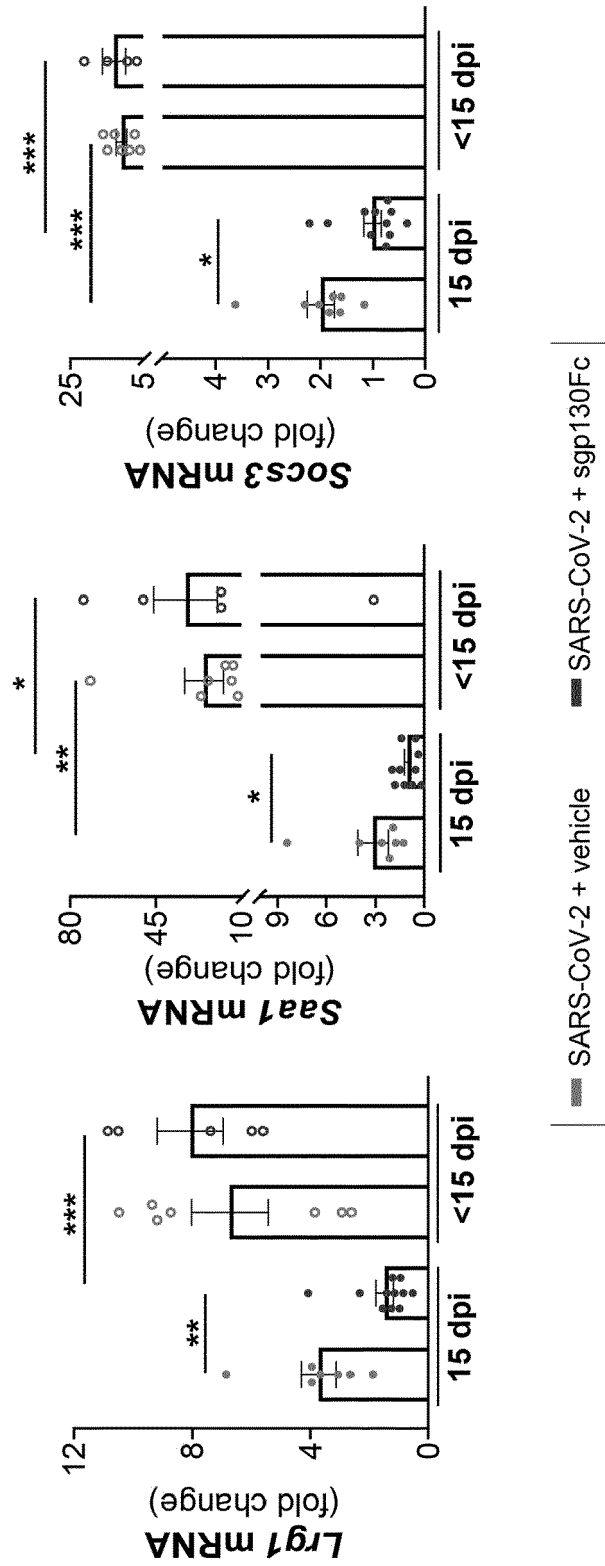 Lrg1 mRNA
(fold change)
12
8
4
0
**
***
15 dpi
<15 dpi
Saa1 mRNA
(fold change)
80
45
10
9
6
3
0
*
**
*
15 dpi
<15 dpi
Socs3 mRNA
(fold change)
25
5
4
3
2
1
0
*
***
***
15 dpi
<15 dpi
SARS-CoV-2 + vehicle
SARS-CoV-2 + sgp130Fc